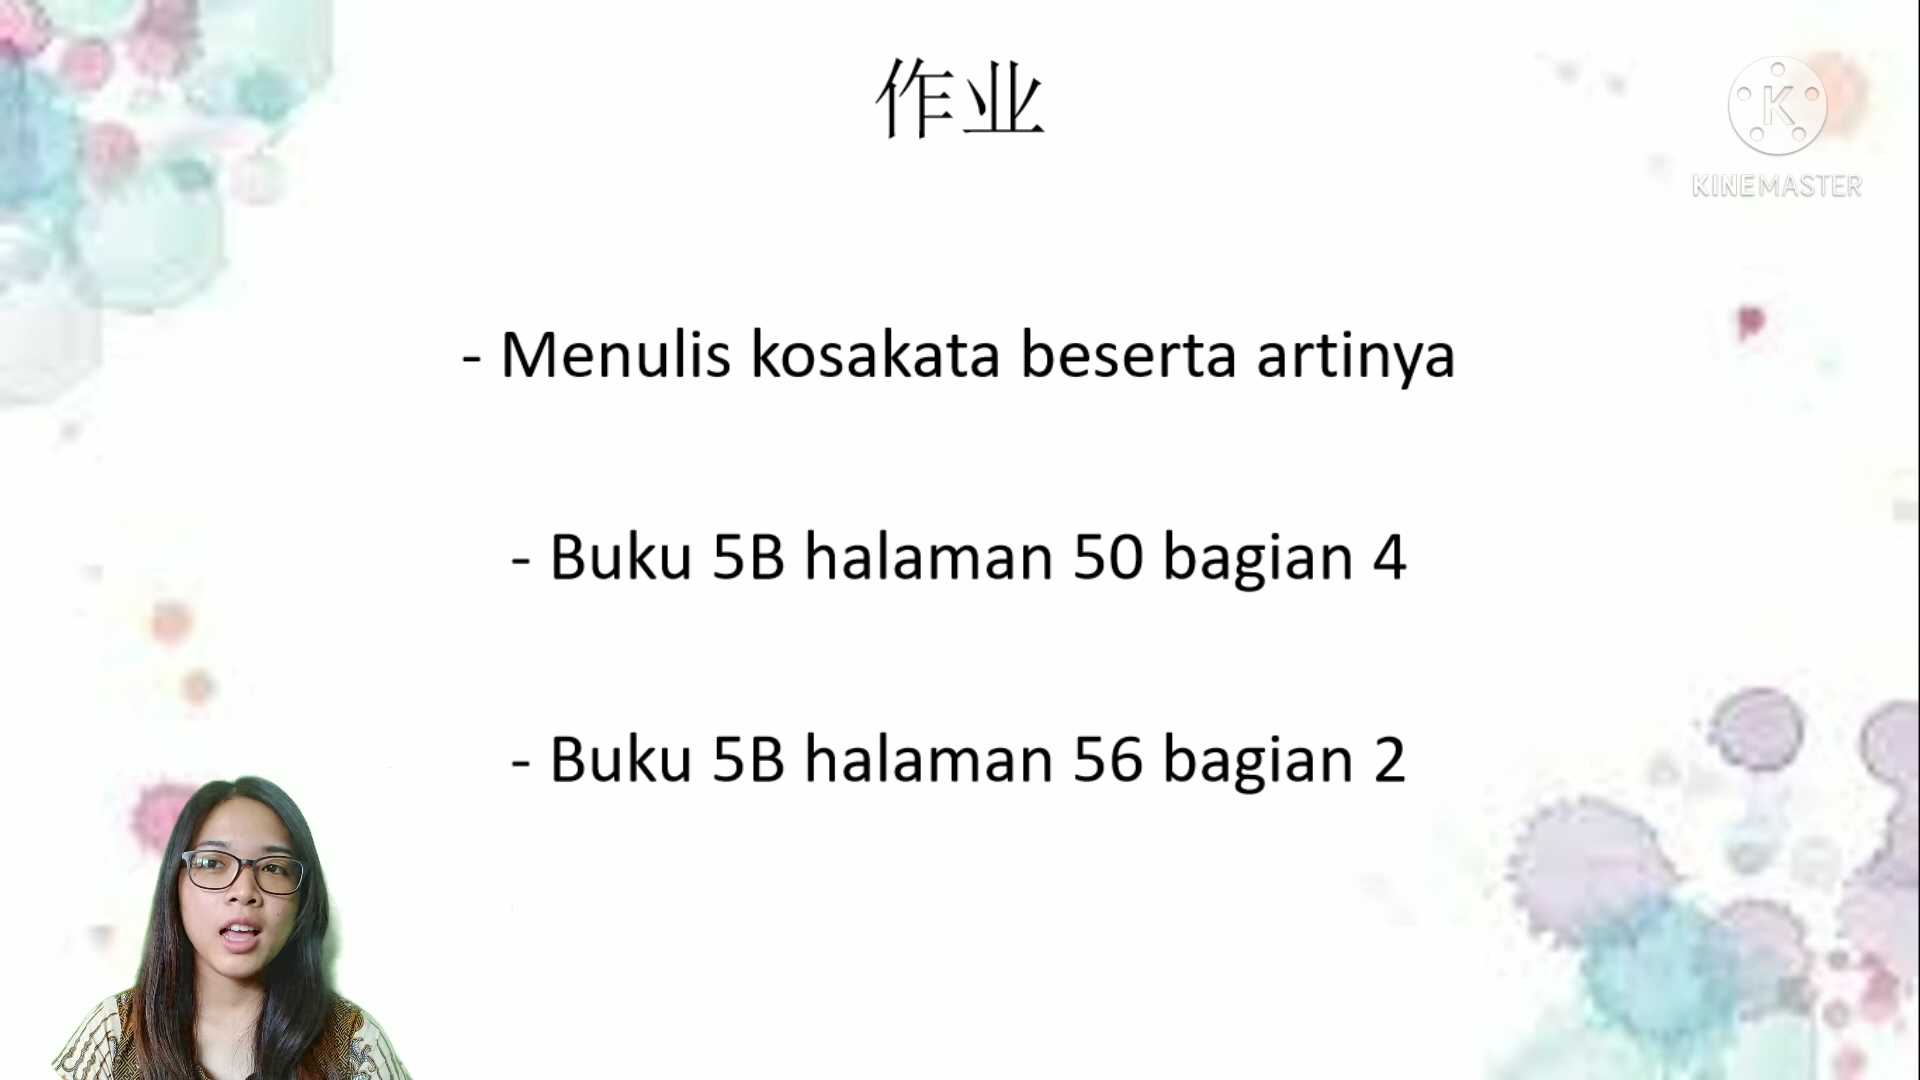 作业
K
KINEMASTER
- Menulis kosakata beserta artinya
- Buku 5B halaman 50 bagian 4
- Buku 5B halaman 56 bagian 2